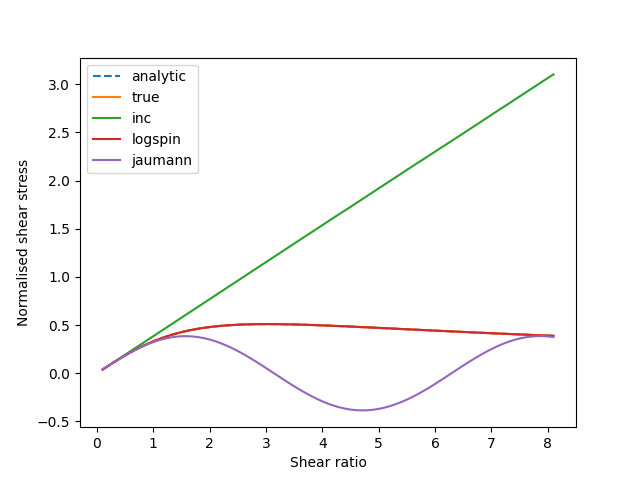 analytic
true
inc
logspin
jaumann
3.0
2.5
2.0
1.5
1.0
0.5
0.0
−0.5
Normalised shear stress
0 1 2 3 4 5 6 7 8
Shear ratio